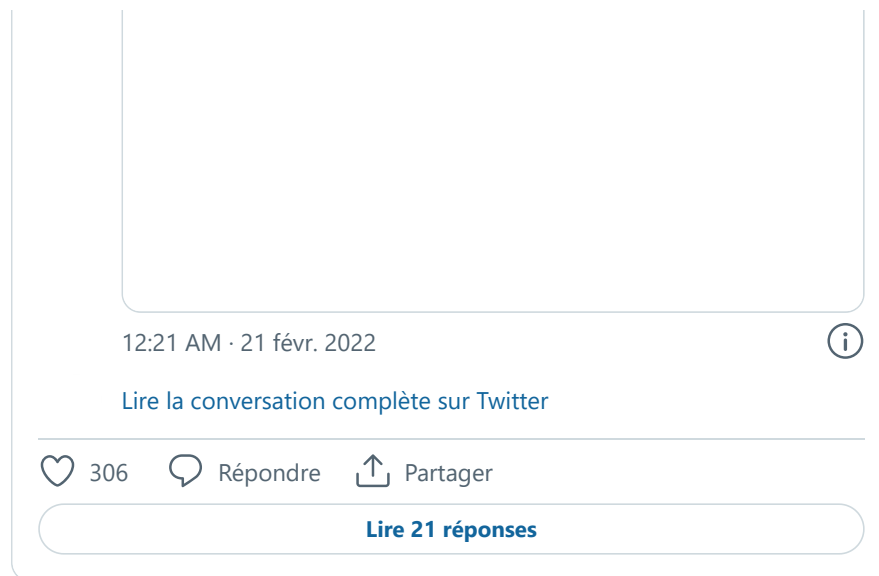 12:21 AM · 21 févr. 2022
Lire la conversation complète sur Twitter
306 Répondre Partager
Lire 21 réponses